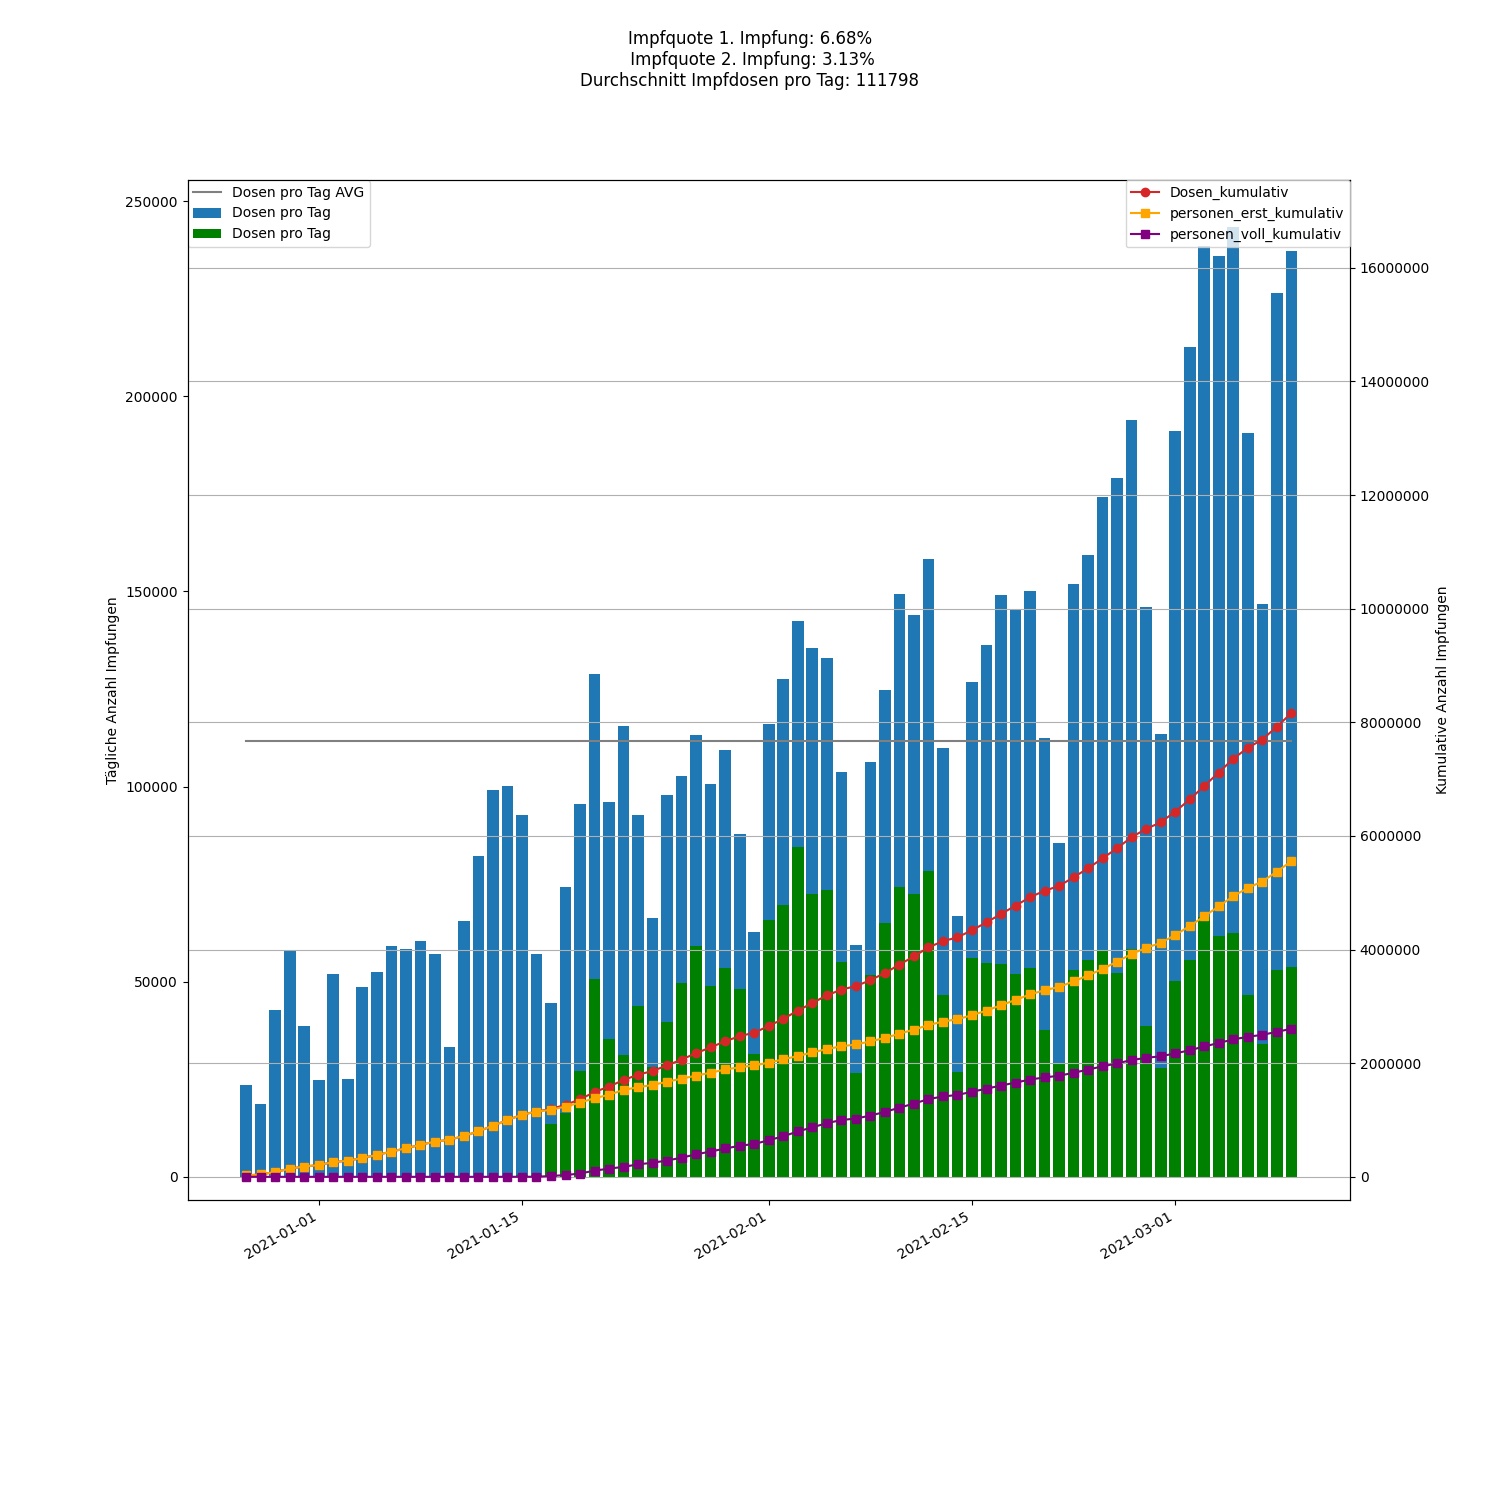 Impfquote 1. Impfung: 6.68%
Impfquote 2. Impfung: 3.13%
Durchschnitt Impfdosen pro Tag: 111798
Dosen pro Tag AVG
Dosen pro Tag
Dosen pro Tag
Dosen_kumulativ
personen_erst_kumulativ
personen_voll_kumulativ
250000
200000
150000
100000
50000
0
Tägliche Anzahl Impfungen
16000000
14000000
12000000
10000000
8000000
6000000
4000000
2000000
0
Kumulative Anzahl Impfungen
2021-01-01
2021-01-15
2021-02-01
2021-02-15
2021-03-01